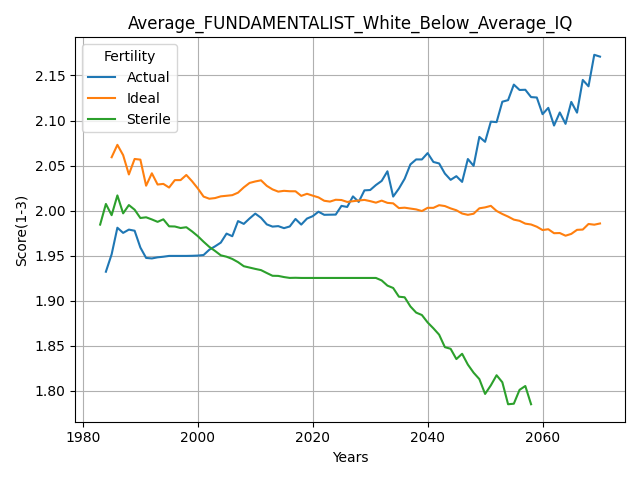 Average_FUNDAMENTALIST_White_Below_Average_IQ
Fertility
Actual
Ideal
Sterile
Score(1-3)
2.15
2.10
2.05
2.00
1.95
1.90
1.85
1.80
1980
2000
2020
2040
2060
Years